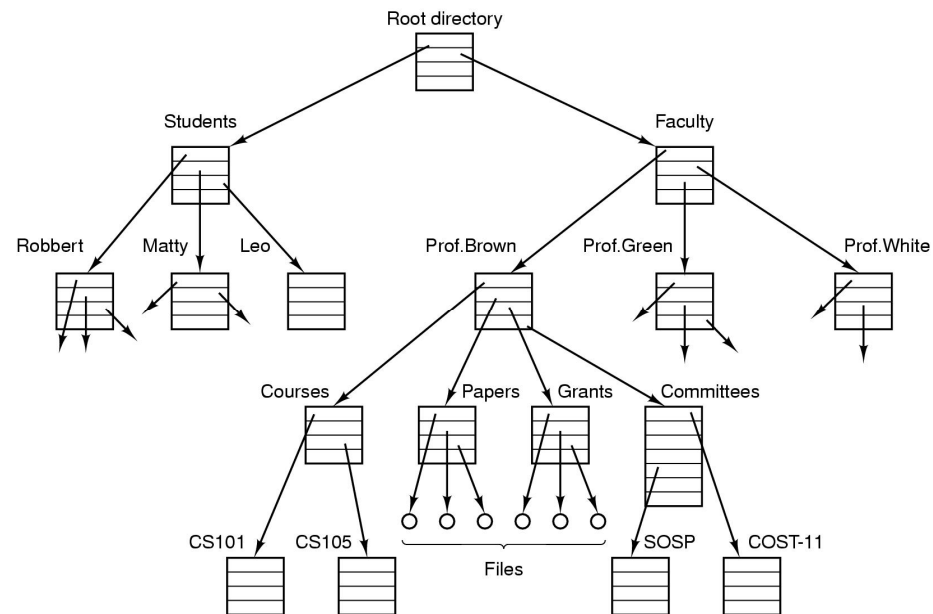 Root directory
Students
Faculty
Robbert
Matty
Leo
Prof.Brown
Prof.Green
Prof.White
Courses
Papers
Grants
Committees
CS101
CS105
Files
SOSP
COST-11